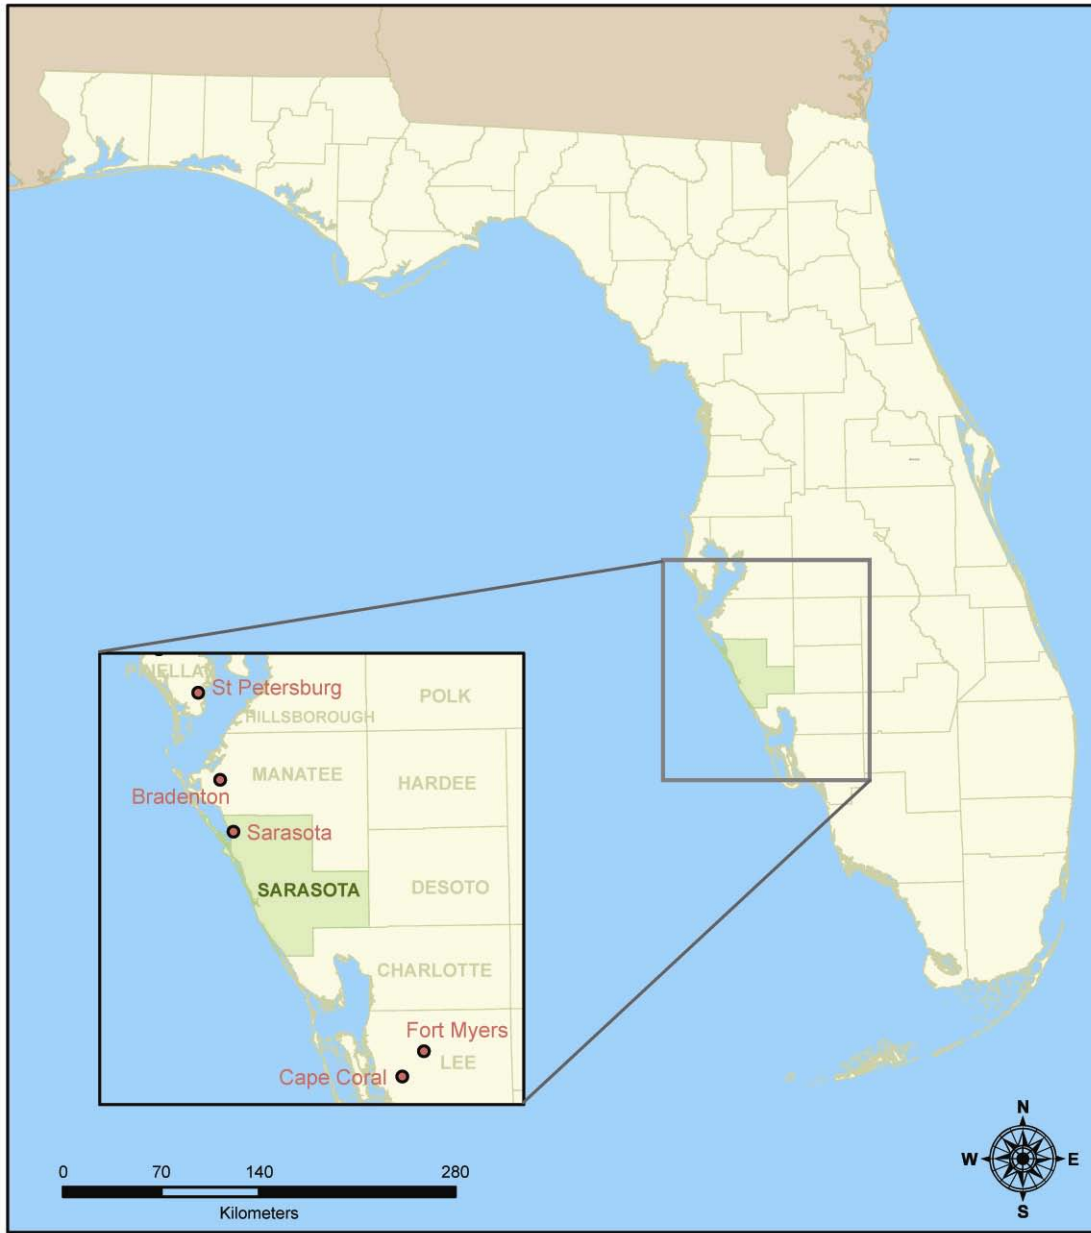 PINELLAS
St Petersburg
HILLSBOROUGH
POLK
MANATEE
HARDEE
Bradenton
Sarasota
SARASOTA
DESOTO
CHARLOTTE
Fort Myers
LEE
Cape Coral
0 70 140 280
Kilometers
N
W E
S